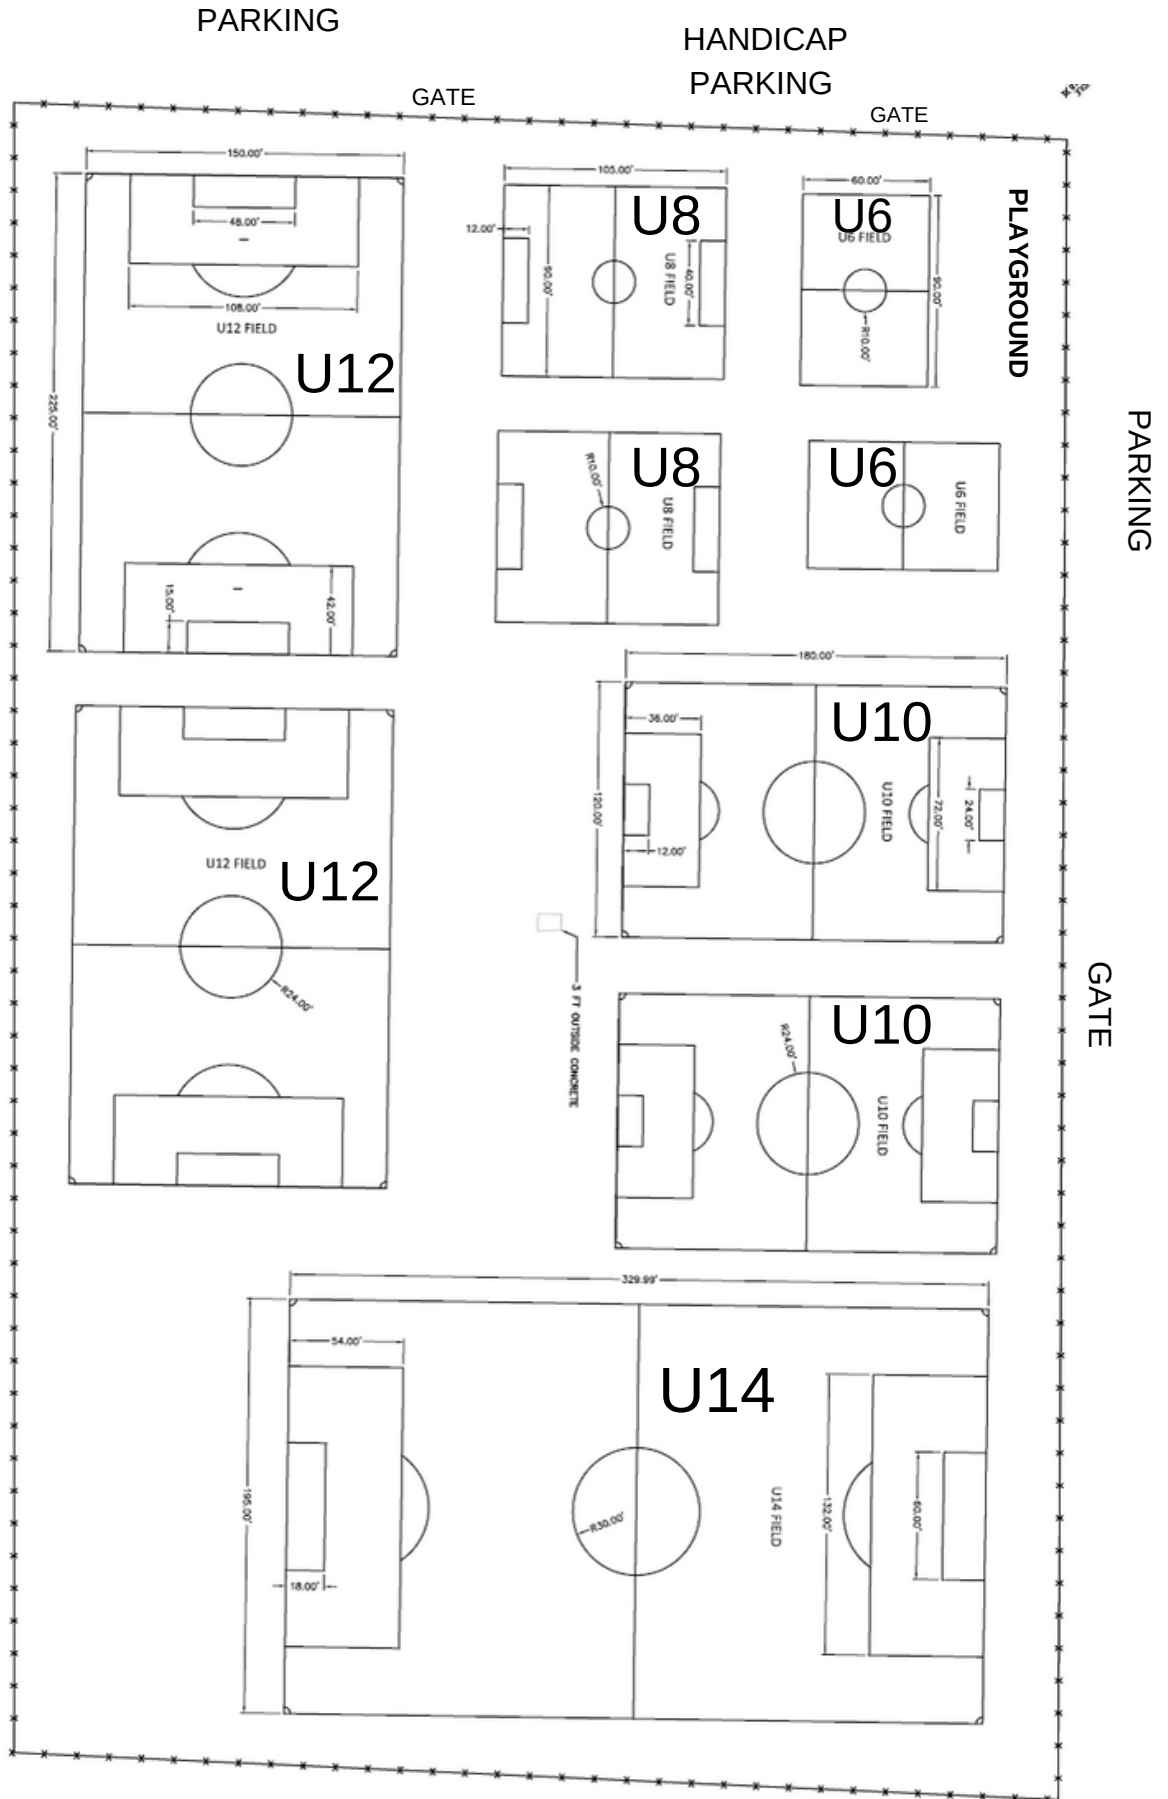 PARKING
HANDICAP
PARKING
GATE
GATE
150.00'
48.00'
108.00'
U12 FIELD
U12
225.00'
15.00'
42.00'
105.00'
12.00'
90.00'
U8
U8 FIELD
40.00'
60.00'
U6
U6 FIELD
90.00'
R10.00'
PLAYGROUND
PARKING
R10.00'
U8
U8 FIELD
U6
U6 FIELD
180.00'
36.00'
U10
120.00'
12.00'
U10 FIELD
72.00'
24.00'
U12 FIELD
U12
R24.00'
3 FT OUTSIDE CONCRETE
GATE
U10
R24.00'
U10 FIELD
329.99'
54.00'
U14
195.00'
R30.00'
U14 FIELD
132.00'
60.00'
18.00'